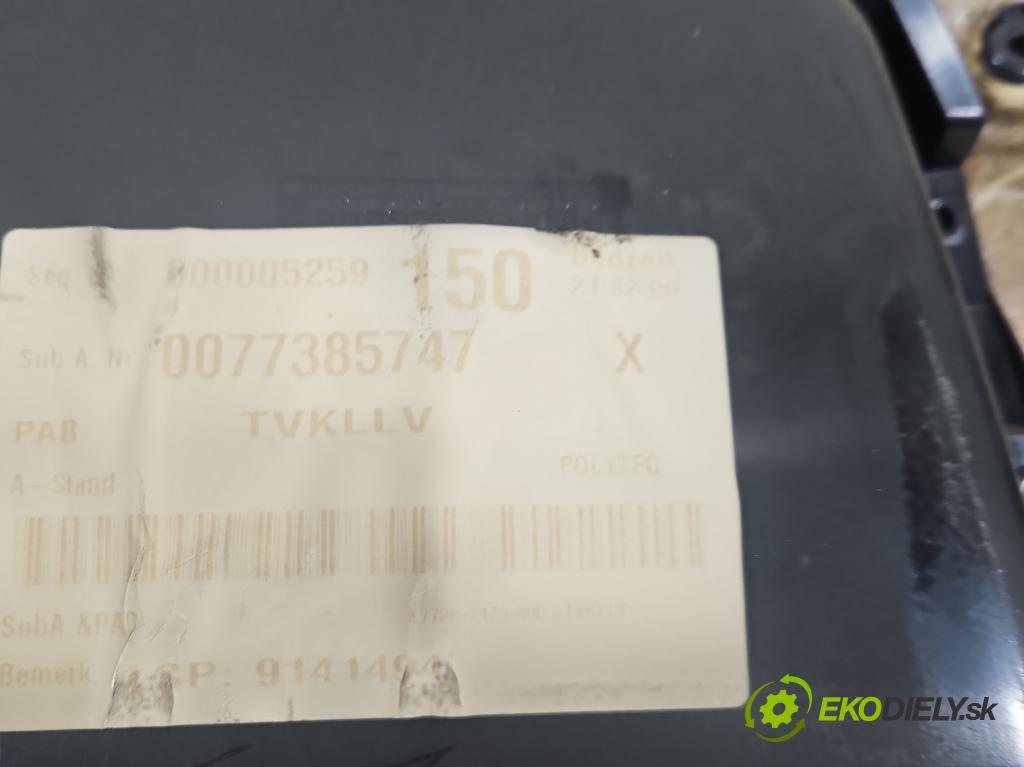 Seq 000005259 150
21:32:00
Sub A Nr 0077385747 X
PAB TVKLLV
POLYTEC
A - Stand
SubA &PAB
Bemerk SP: 9141494
EKODIELY.sk